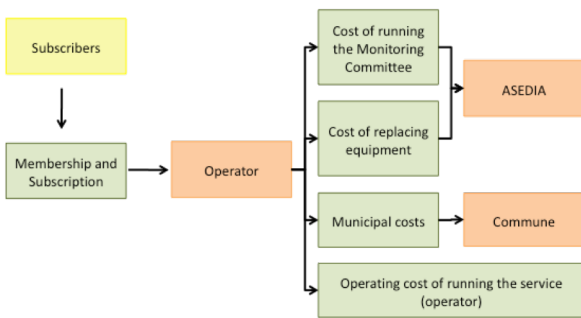 Subscribers
Membership and
Subscription
Operator
Cost of running
the Monitoring
Committee
Cost of replacing
equipment
ASEDIA
Municipal costs
Commune
Operating cost of running the service
(operator)